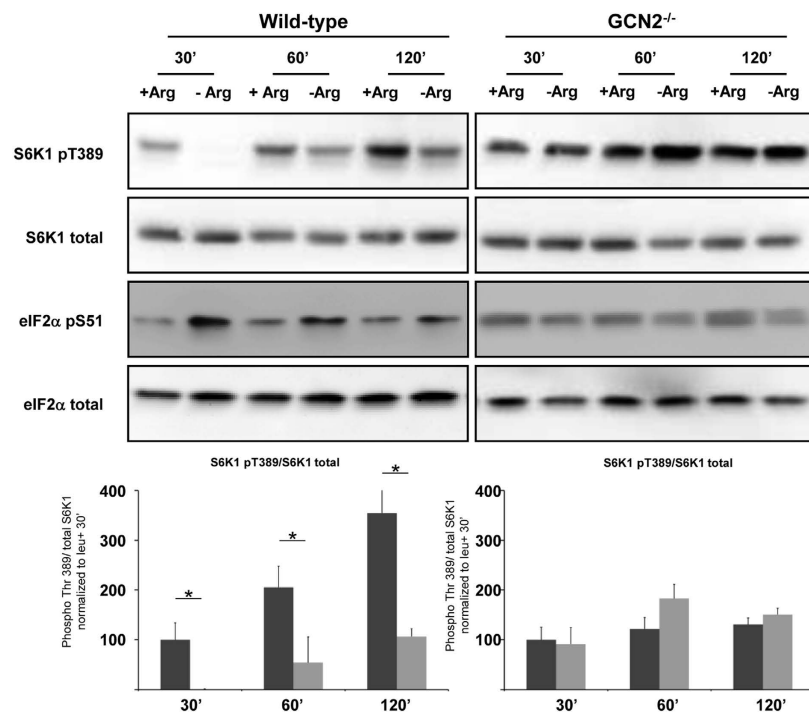 Wild-type GCN2-/-
30’ 60’ 120’ 30’ 60’ 120’
+Arg - Arg + Arg -Arg +Arg -Arg +Arg -Arg +Arg -Arg +Arg -Arg
S6K1 pT389
S6K1 total
eIF2α pS51
eIF2α total
S6K1 pT389/S6K1 total
Phospho Thr 389/ total S6K1
normalized to leu+ 30’
400
300
200
100
* * *
30’ 60’ 120’
S6K1 pT389/S6K1 total
Phospho Thr 389/ total S6K1
normalized to leu+ 30’
400
300
200
100
30’ 60’ 120’